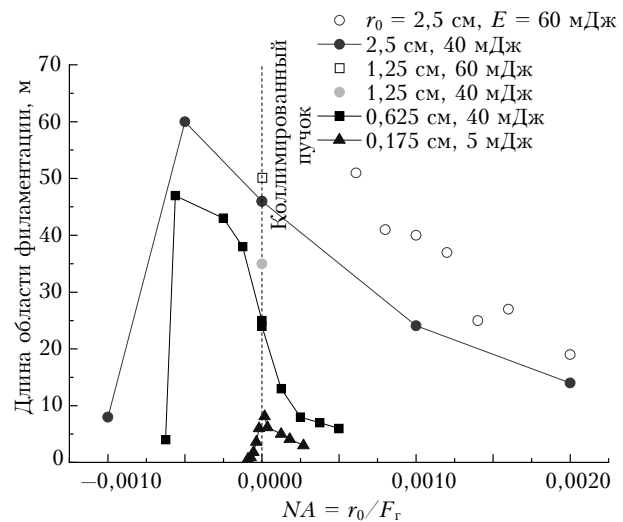 r₀ = 2,5 см, E = 60 мДж
2,5 см, 40 мДж
1,25 см, 60 мДж
1,25 см, 40 мДж
0,625 см, 40 мДж
0,175 см, 5 мДж
Коллимированный
пучок
Длина области филаментации, м
70
60
50
40
30
20
10
0
−0,0010
0,0000
0,0010
0,0020
NA = r₀/Fг